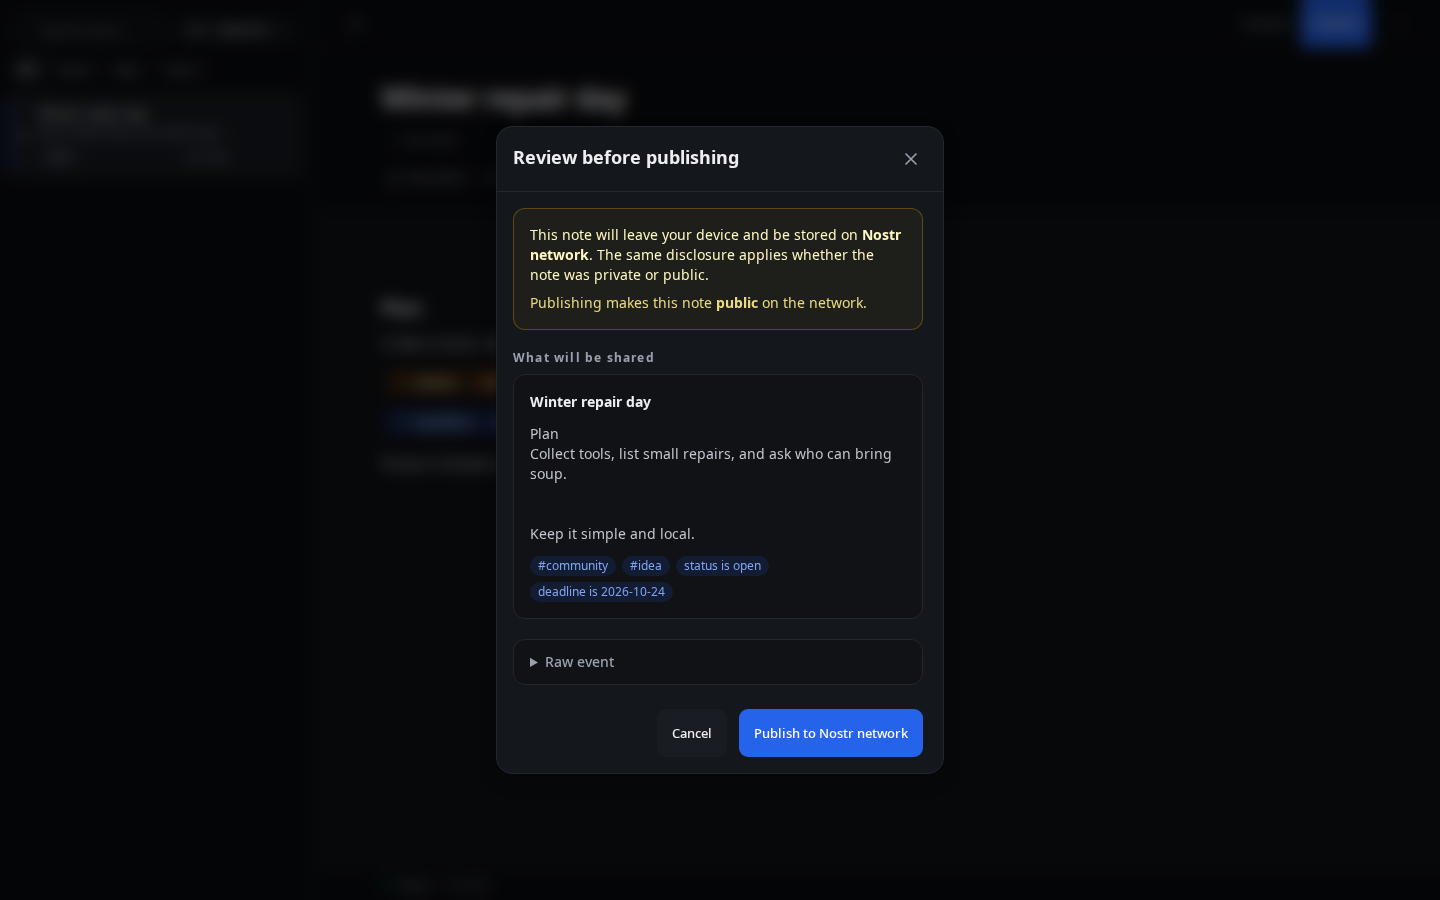 Winter repair day
Review before publishing
This note will leave your device and be stored on Nostr
network. The same disclosure applies whether the
note was private or public.
Publishing makes this note public on the network.
What will be shared
Winter repair day
Plan
Collect tools, list small repairs, and ask who can bring
soup.
Keep it simple and local.
#community #idea status is open
deadline is 2026-10-24
Raw event
Cancel Publish to Nostr network
Plan